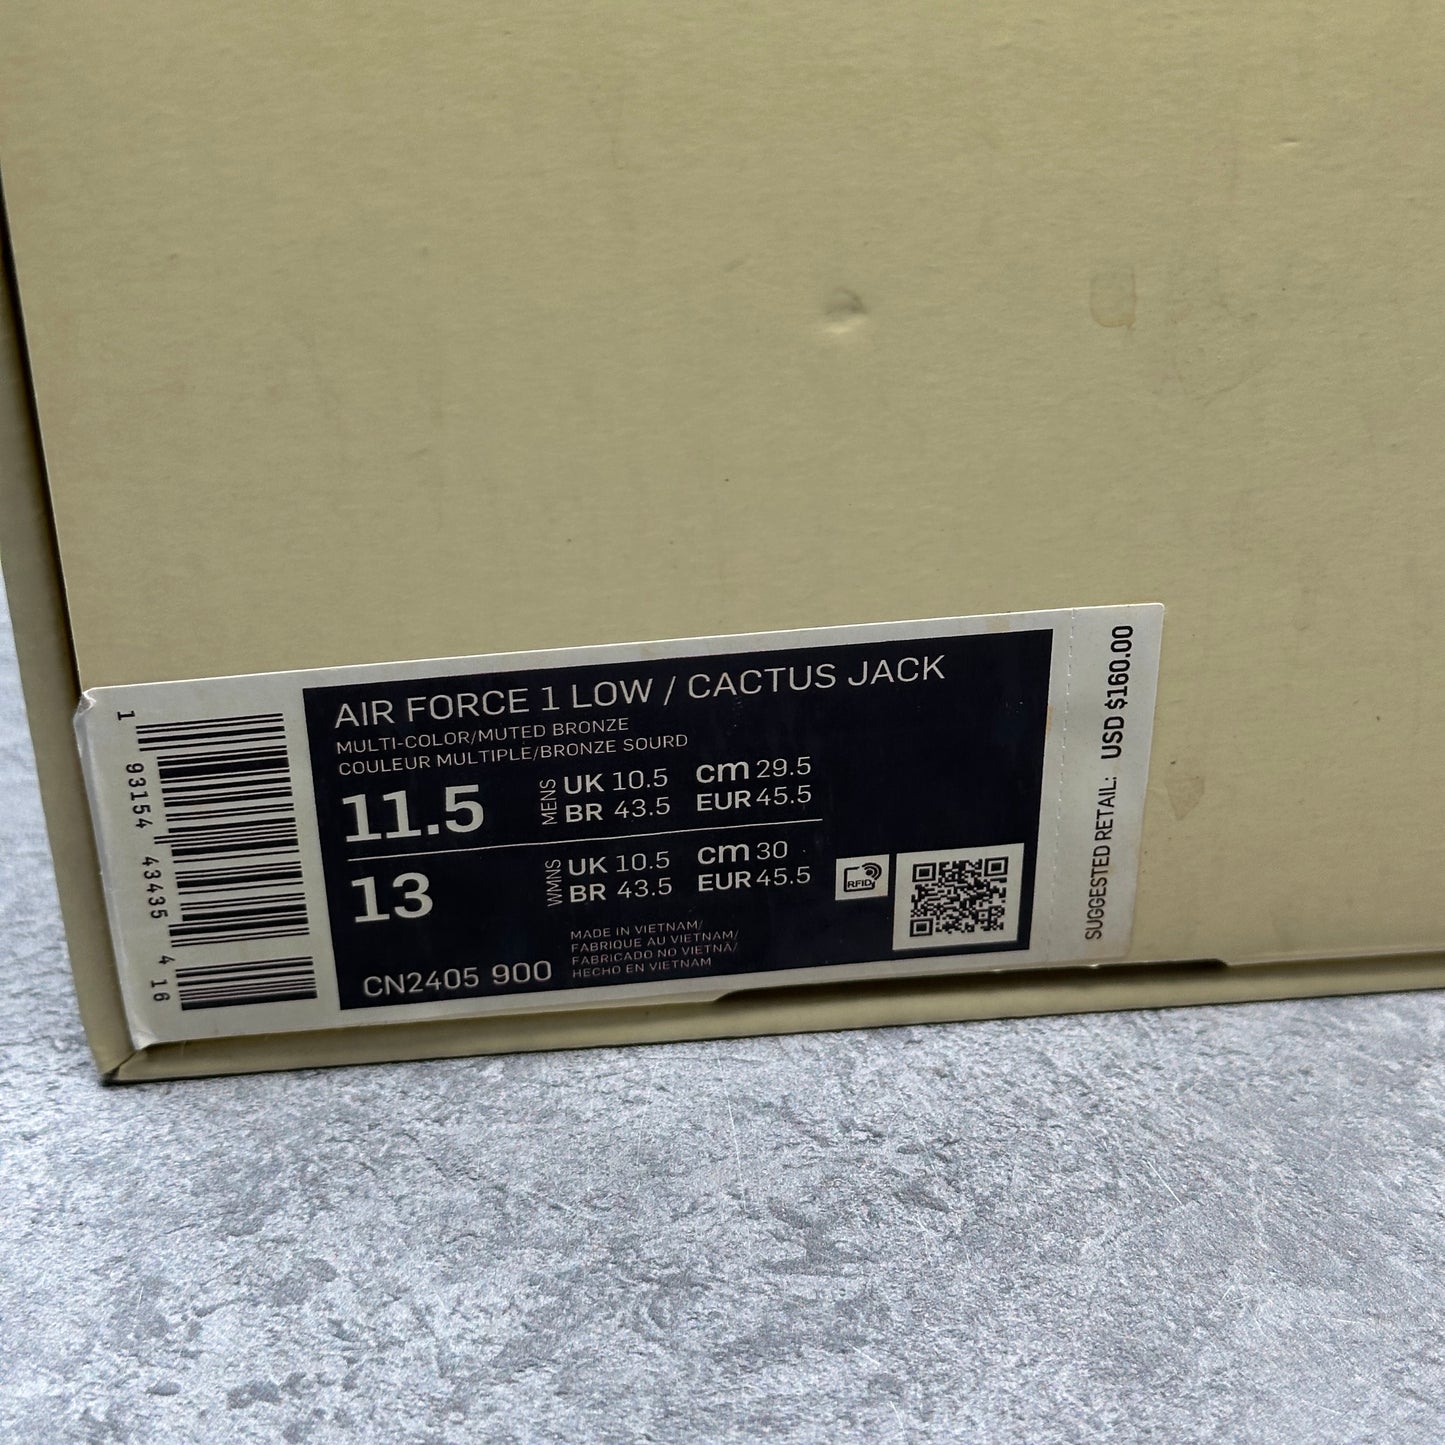 AIR FORCE 1 LOW / CACTUS JACK
MULTI-COLOR/MUTED BRONZE
COULEUR MULTIPLE/BRONZE SOURD
11.5
MENS
UK 10.5 cm 29.5
BR 43.5 EUR 45.5
13
WMNS
UK 10.5 cm 30
BR 43.5 EUR 45.5
CN2405 900
MADE IN VIETNAM/
FABRIQUE AU VIETNAM/
FABRICADO NO VIETNÃ/
HECHO EN VIETNAM
RFID
1 93154 43435 4 16
SUGGESTED RETAIL: USD $160.00